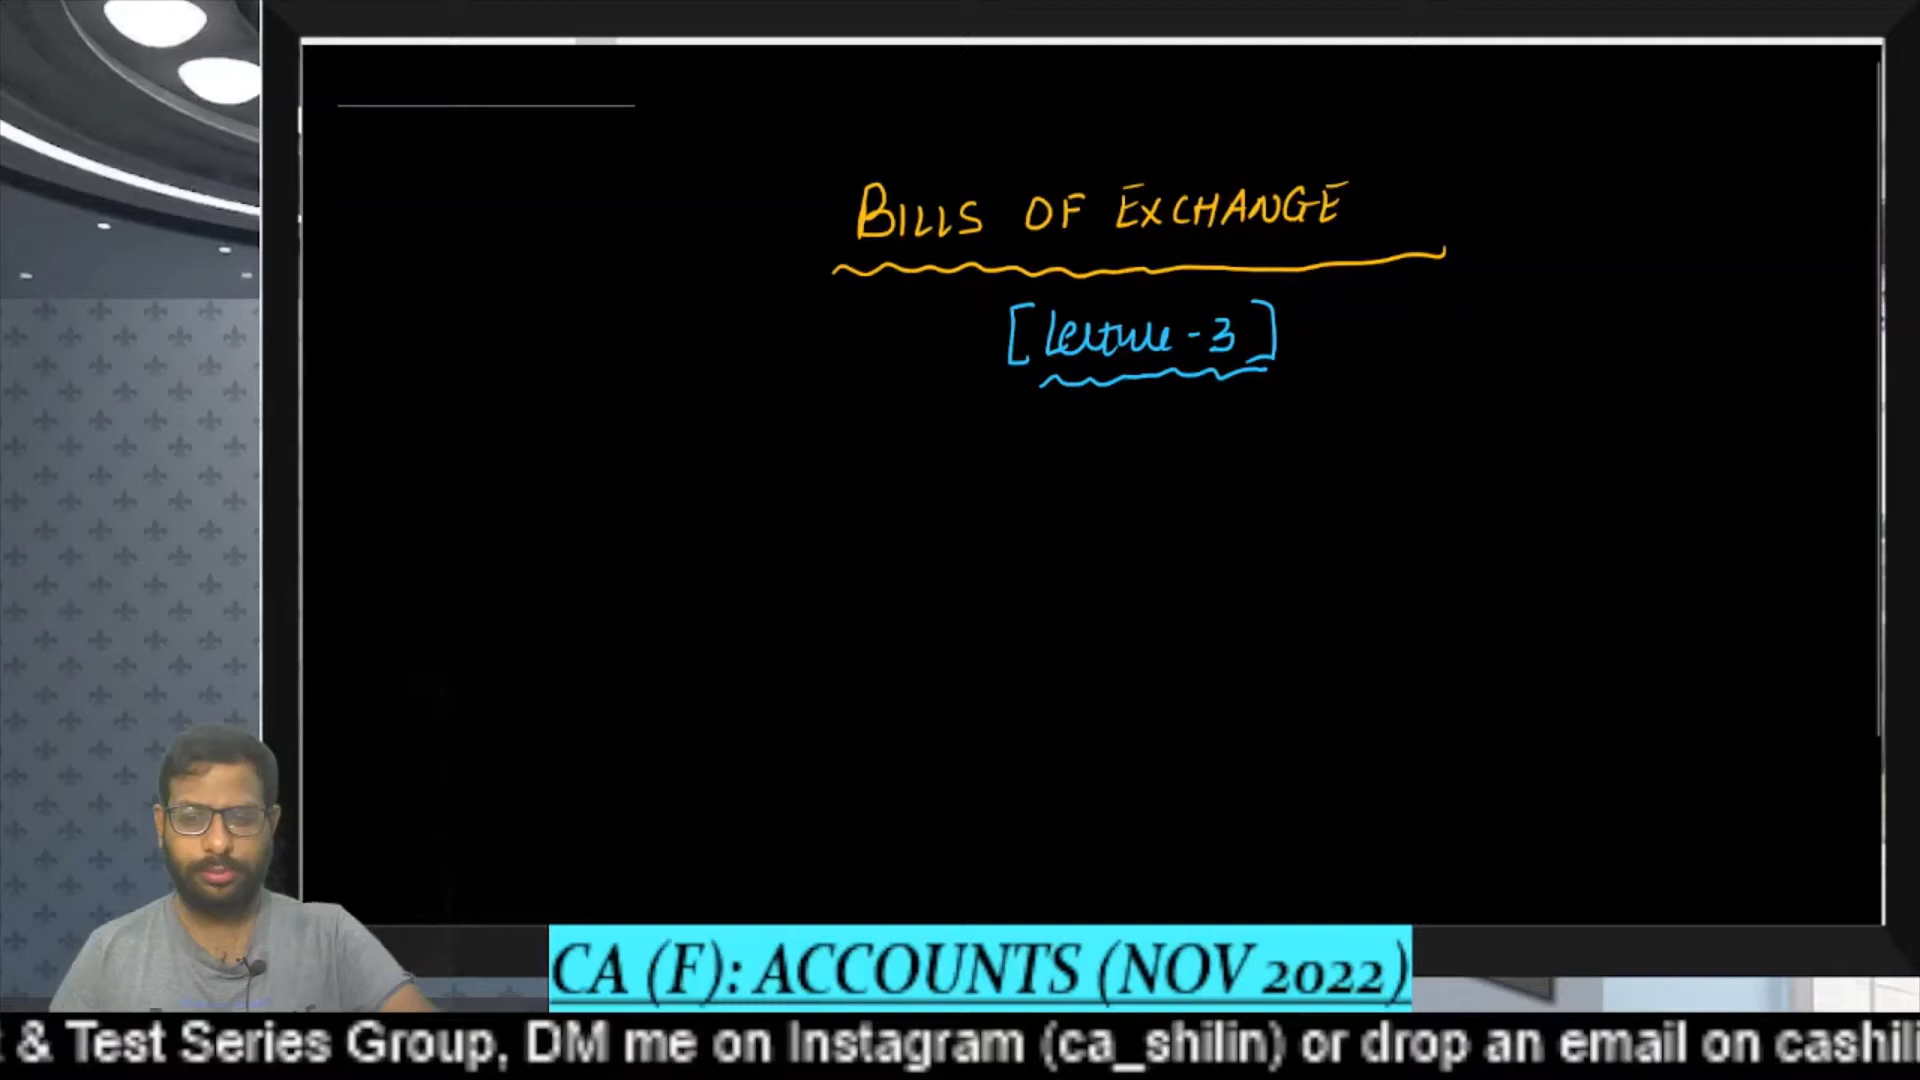 BILLS OF EXCHANGE
[Lecture - 3]
CA (F): ACCOUNTS (NOV 2022)
& Test Series Group, DM me on Instagram (ca_shilin) or drop an email on cashili